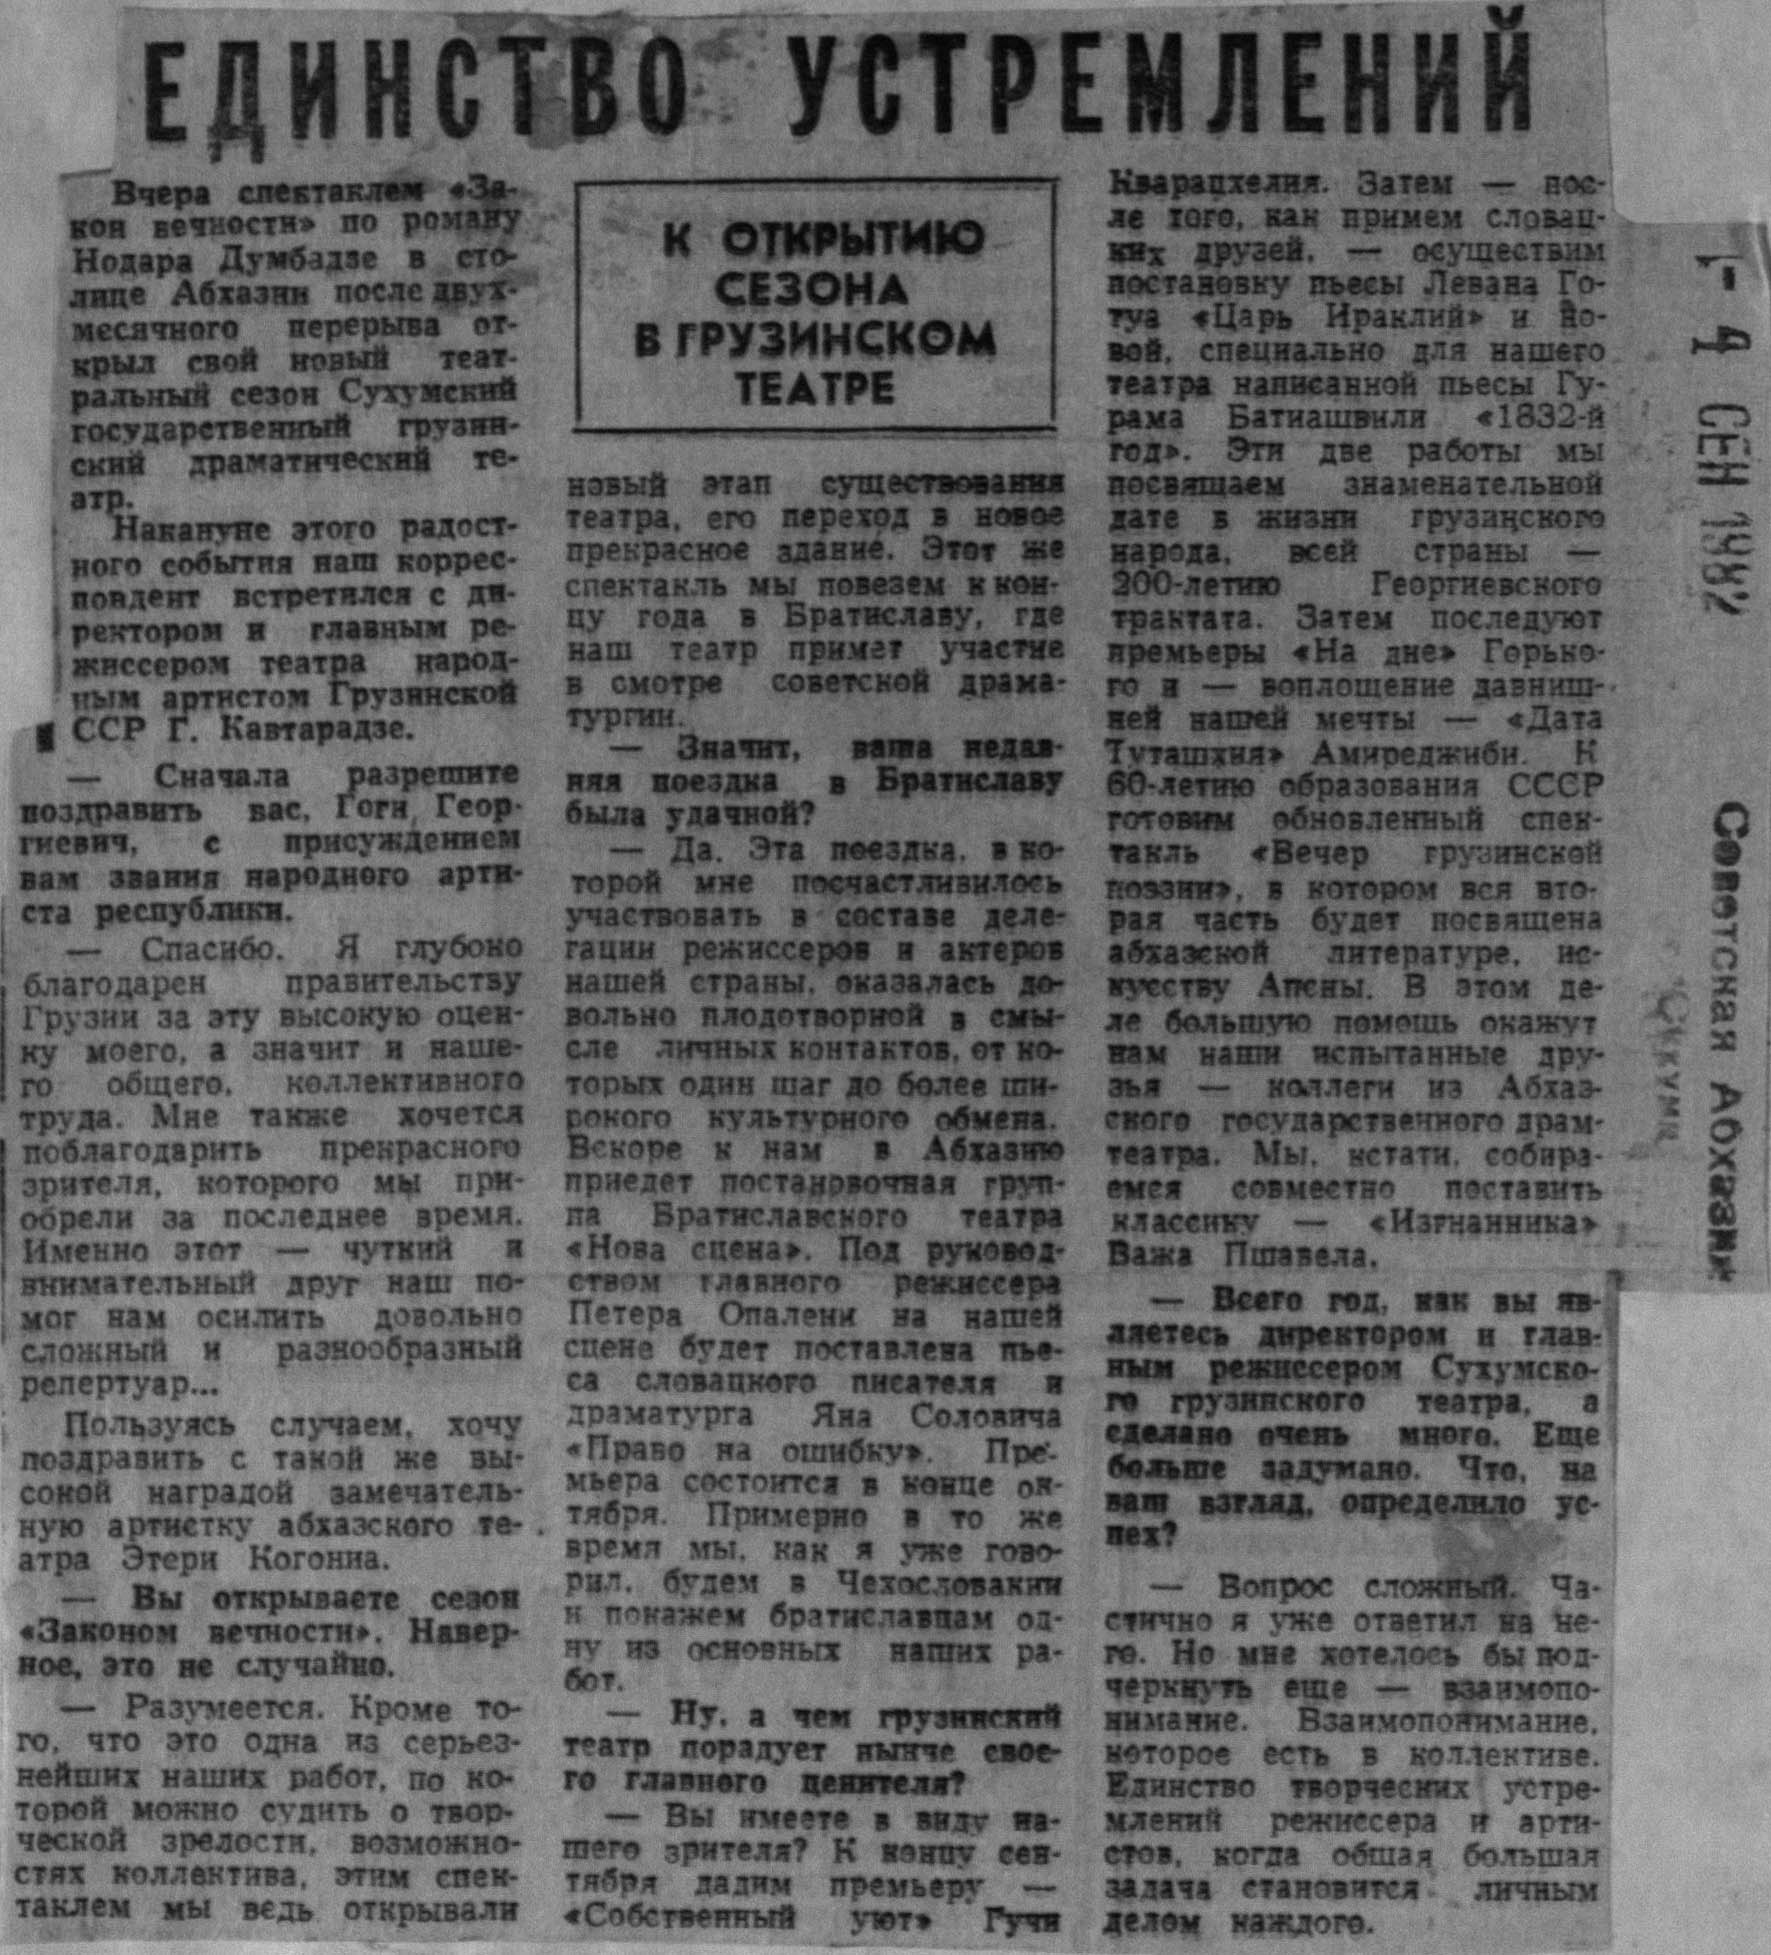 ЕДИНСТВО УСТРЕМЛЕНИЙ
Вчера спектаклем «За-
кон вечности» по роману
Нодара Думбадзе в сто-
лице Абхазии после двух-
месячного перерыва от-
крыл свой новый теат-
ральный сезон Сухумский
государственный грузин-
ский драматический те-
атр.
Накануне этого радост-
ного события наш коррес-
пондент встретился с ди-
ректором и главным ре-
жиссером театра народ-
ным артистом Грузинской
ССР Г. Кавтарадзе.
— Сначала разрешите
поздравить вас, Гоги Геор-
гиевич, с присуждением
вам звания народного арти-
ста республики.
— Спасибо. Я глубоко
благодарен правительству
Грузии за эту высокую оцен-
ку моего, а значит и наше-
го общего, коллективного
труда. Мне также хочется
поблагодарить прекрасного
зрителя, которого мы при-
обрели за последнее время.
Именно этот — чуткий и
внимательный друг наш по-
мог нам осилить довольно
сложный и разнообразный
репертуар...
Пользуясь случаем, хочу
поздравить с такой же вы-
сокой наградой замечатель-
ную артистку абхазского те-
атра Этери Когониа.
— Вы открываете сезон
«Законом вечности». Навер-
ное, это не случайно.
— Разумеется. Кроме то-
го, что это одна из серьез-
нейших наших работ, по ко-
торой можно судить о твор-
ческой зрелости, возможно-
стях коллектива, этим спек-
таклем мы ведь открывали
К ОТКРЫТИЮ
СЕЗОНА
В ГРУЗИНСКОМ
ТЕАТРЕ
новый этап существования
театра, его переход в новое
прекрасное здание. Этот же
спектакль мы повезем к кон-
цу года в Братиславу, где
наш театр примет участие
в смотре советской драма-
тургии.
— Значит, ваша недав-
няя поездка в Братиславу
была удачной?
— Да. Эта поездка, в ко-
торой мне посчастливилось
участвовать в составе деле-
гации режиссеров и актеров
нашей страны, оказалась до-
вольно плодотворной в смы-
сле личных контактов, от ко-
торых один шаг до более ши-
рокого культурного обмена.
Вскоре к нам в Абхазию
приедет постановочная груп-
па Братиславского театра
«Нова сцена». Под руковод-
ством главного режиссера
Петера Опалени на нашей
сцене будет поставлена пье-
са словацкого писателя и
драматурга Яна Соловича
«Право на ошибку». Пре-
мьера состоится в конце ок-
тября. Примерно в то же
время мы, как я уже гово-
рил, будем в Чехословакии
и покажем братиславцам од-
ну из основных наших ра-
бот.
— Ну, а чем грузинский
театр порадует нынче свое-
го главного ценителя?
— Вы имеете в виду на-
шего зрителя? К концу сен-
тября дадим премьеру —
«Собственный уют» Гучи
Кварацхелия. Затем — пос-
ле того, как примем словац-
ких друзей, — осуществим
постановку пьесы Левана Го-
туа «Царь Ираклий» и но-
вой, специально для нашего
театра написанной пьесы Гу-
рама Батиашвили «1832-й
год». Эти две работы мы
посвящаем знаменательной
дате в жизни грузинского
народа, всей страны —
200-летию Георгиевского
трактата. Затем последуют
премьеры «На дне» Горько-
го и — воплощение давниш-
ней нашей мечты — «Дата
Туташхиа» Амиреджиби. К
60-летию образования СССР
готовим обновленный спек-
такль «Вечер грузинской
поэзии», в котором вся вто-
рая часть будет посвящена
абхазской литературе, ис-
кусству Апсны. В этом де-
ле большую помощь окажут
нам наши испытанные дру-
зья — коллеги из Абхаз-
ского государственного драм-
театра. Мы, кстати, собира-
емся совместно поставить
классику — «Изгнанника»
Важа Пшавела.
— Всего год, как вы яв-
ляетесь директором и глав-
ным режиссером Сухумско-
го грузинского театра, а
сделано очень много. Еще
больше задумано. Что, на
ваш взгляд, определило ус-
пех?
— Вопрос сложный. Ча-
стично я уже ответил на не-
го. Но мне хотелось бы под-
черкнуть еще — взаимопо-
нимание. Взаимопонимание,
которое есть в коллективе.
Единство творческих устре-
млений режиссера и арти-
стов, когда общая большая
задача становится личным
делом каждого.
1- 4 СЕН 1982
Советская Абхазия
г. Сухуми